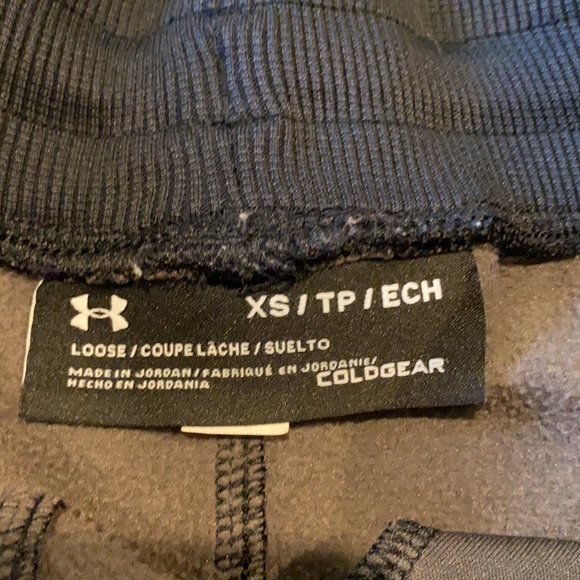 XS / TP / ECH
LOOSE / COUPE LÂCHE / SUELTO
MADE IN JORDAN / FABRIQUÉ EN JORDANIE/
HECHO EN JORDANIA
COLDGEAR